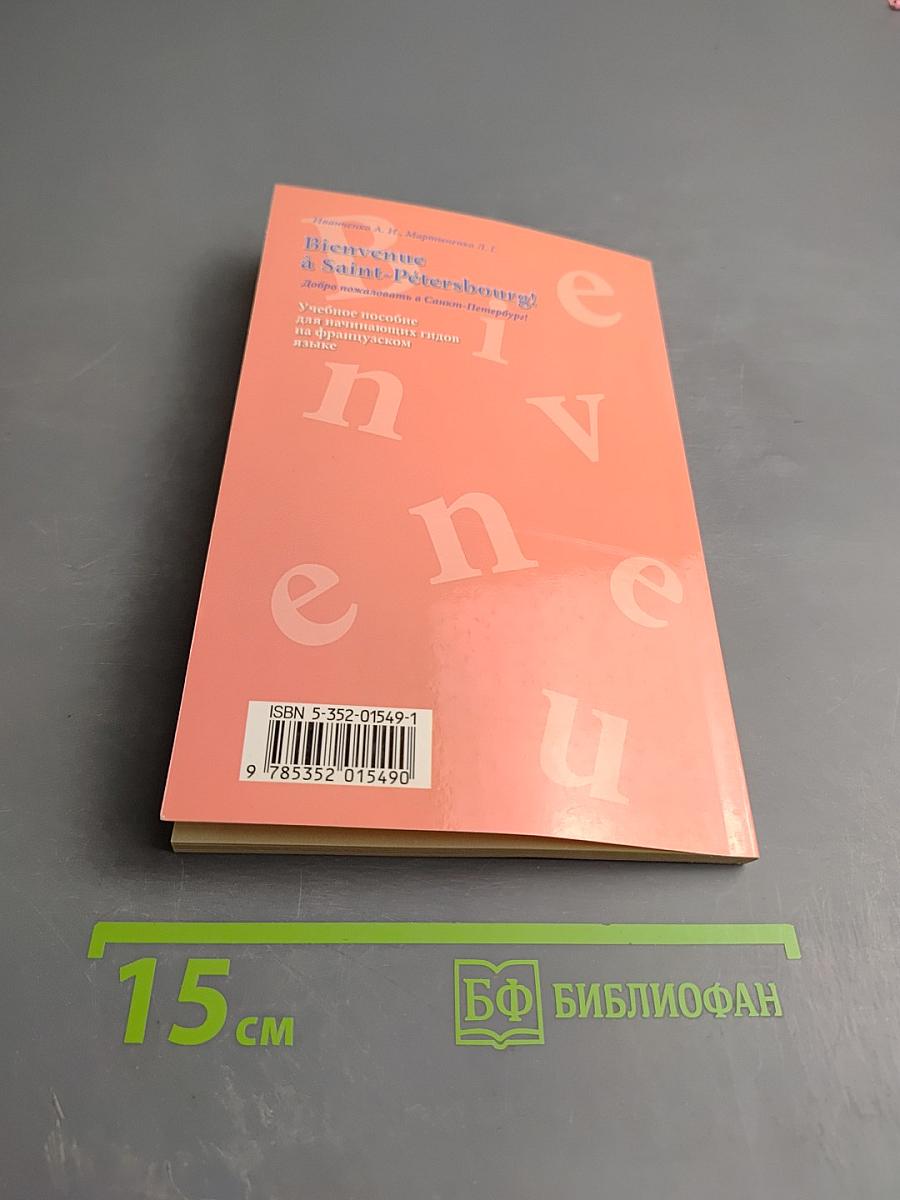 Иванченко А. И., Мартыненко Л. Г.
Bienvenue
à Saint-Pétersbourg!
Добро пожаловать в Санкт-Петербург!
Учебное пособие
для начинающих гидов
на французском
языке
B
i
e
n
v
e
n
u
e
ISBN 5-352-01549-1
9 785352 015490
15 см
БФ БИБЛИОФАН